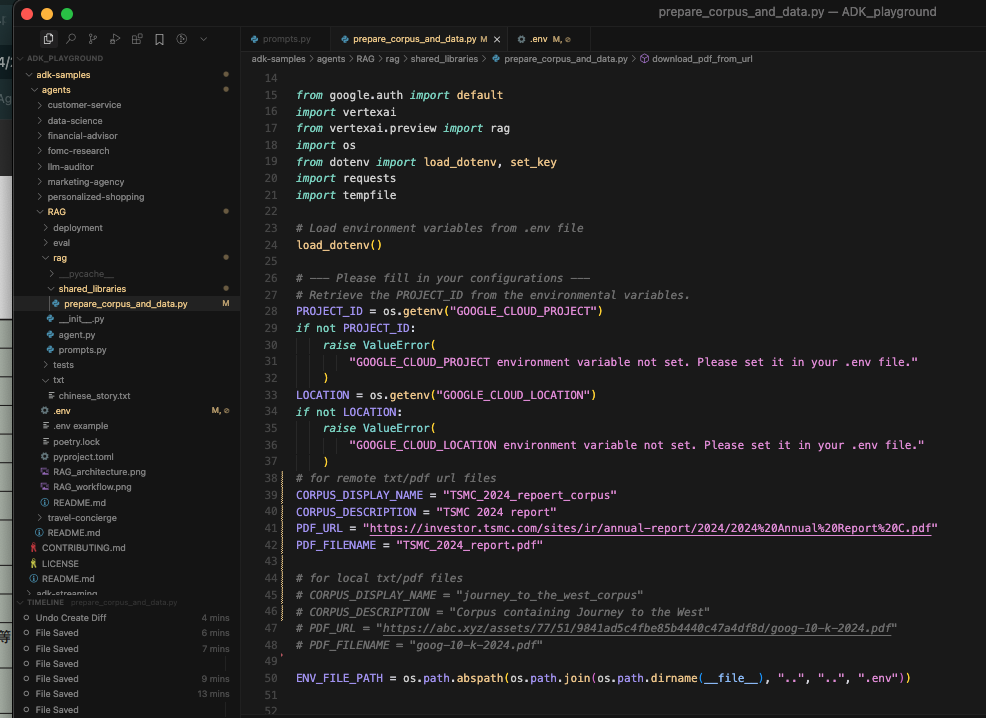 prepare_corpus_and_data.py — ADK_playground
prompts.py
prepare_corpus_and_data.py M
.env M,
adk-samples > agents > RAG > rag > shared_libraries > prepare_corpus_and_data.py > download_pdf_from_url
ADK_PLAYGROUND
adk-samples
agents
customer-service
data-science
financial-advisor
fomc-research
llm-auditor
marketing-agency
personalized-shopping
RAG
deployment
eval
rag
__pycache__
shared_libraries
prepare_corpus_and_data.py M
__init__.py
agent.py
prompts.py
tests
txt
chinese_story.txt
.env M,
.env example
poetry.lock
pyproject.toml
RAG_architecture.png
RAG_workflow.png
README.md
travel-concierge
README.md
CONTRIBUTING.md
LICENSE
README.md
adk-streaming
TIMELINE prepare_corpus_and_data.py
Undo Create Diff 4 mins
File Saved 6 mins
File Saved 7 mins
File Saved
File Saved 9 mins
File Saved 13 mins
File Saved
14
15 from google.auth import default
16 import vertexai
17 from vertexai.preview import rag
18 import os
19 from dotenv import load_dotenv, set_key
20 import requests
21 import tempfile
22
23 # Load environment variables from .env file
24 load_dotenv()
25
26 # --- Please fill in your configurations ---
27 # Retrieve the PROJECT_ID from the environmental variables.
28 PROJECT_ID = os.getenv("GOOGLE_CLOUD_PROJECT")
29 if not PROJECT_ID:
30 raise ValueError(
31 "GOOGLE_CLOUD_PROJECT environment variable not set. Please set it in your .env file."
32 )
33 LOCATION = os.getenv("GOOGLE_CLOUD_LOCATION")
34 if not LOCATION:
35 raise ValueError(
36 "GOOGLE_CLOUD_LOCATION environment variable not set. Please set it in your .env file."
37 )
38 # for remote txt/pdf url files
39 CORPUS_DISPLAY_NAME = "TSMC_2024_repoert_corpus"
40 CORPUS_DESCRIPTION = "TSMC 2024 report"
41 PDF_URL = "https://investor.tsmc.com/sites/ir/annual-report/2024/2024%20Annual%20Report%20C.pdf"
42 PDF_FILENAME = "TSMC_2024_report.pdf"
43
44 # for local txt/pdf files
45 # CORPUS_DISPLAY_NAME = "journey_to_the_west_corpus"
46 # CORPUS_DESCRIPTION = "Corpus containing Journey to the West"
47 # PDF_URL = "https://abc.xyz/assets/77/51/9841ad5c4fbe85b4440c47a4df8d/goog-10-k-2024.pdf"
48 # PDF_FILENAME = "goog-10-k-2024.pdf"
49
50 ENV_FILE_PATH = os.path.abspath(os.path.join(os.path.dirname(__file__), "..", "..", ".env"))
51
52